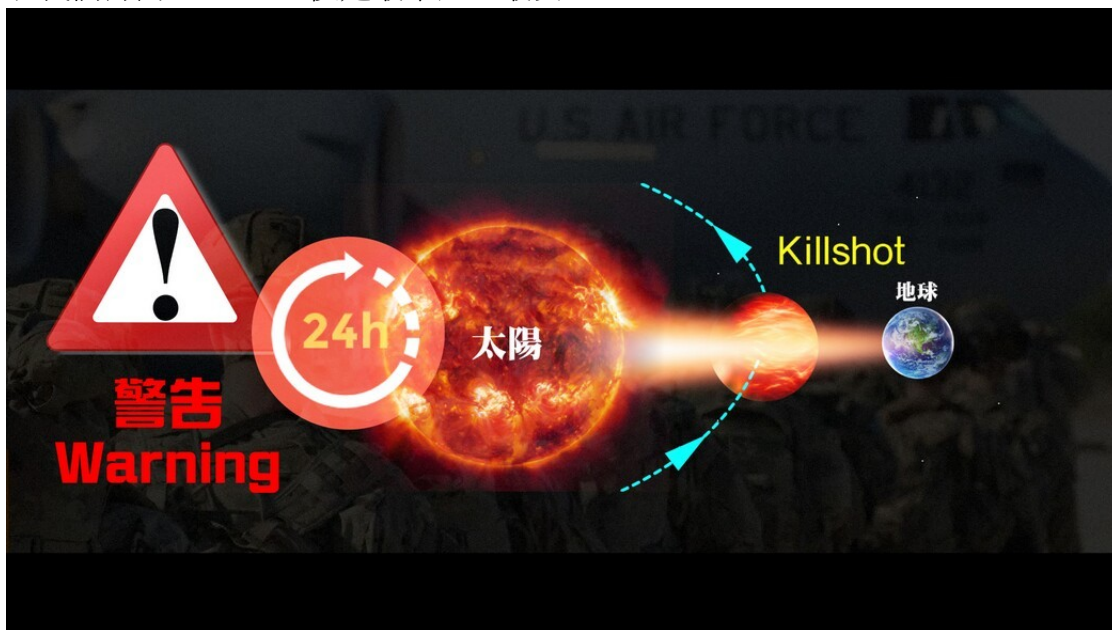 U.S. AIR FORCE
Killshot
地球
24h
太陽
警告
Warning